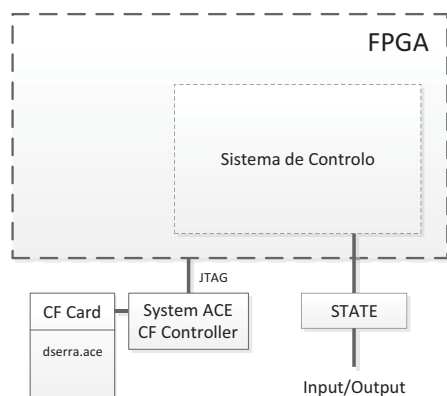 FPGA
Sistema de Controlo
JTAG
CF Card
System ACE
CF Controller
STATE
dserra.ace
Input/Output